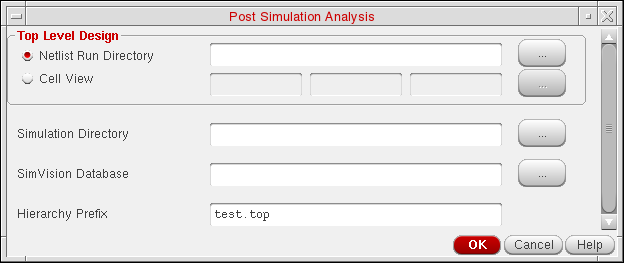 Post Simulation Analysis
Top Level Design
Netlist Run Directory ...
Cell View ...
Simulation Directory ...
SimVision Database ...
Hierarchy Prefix test.top
OK Cancel Help